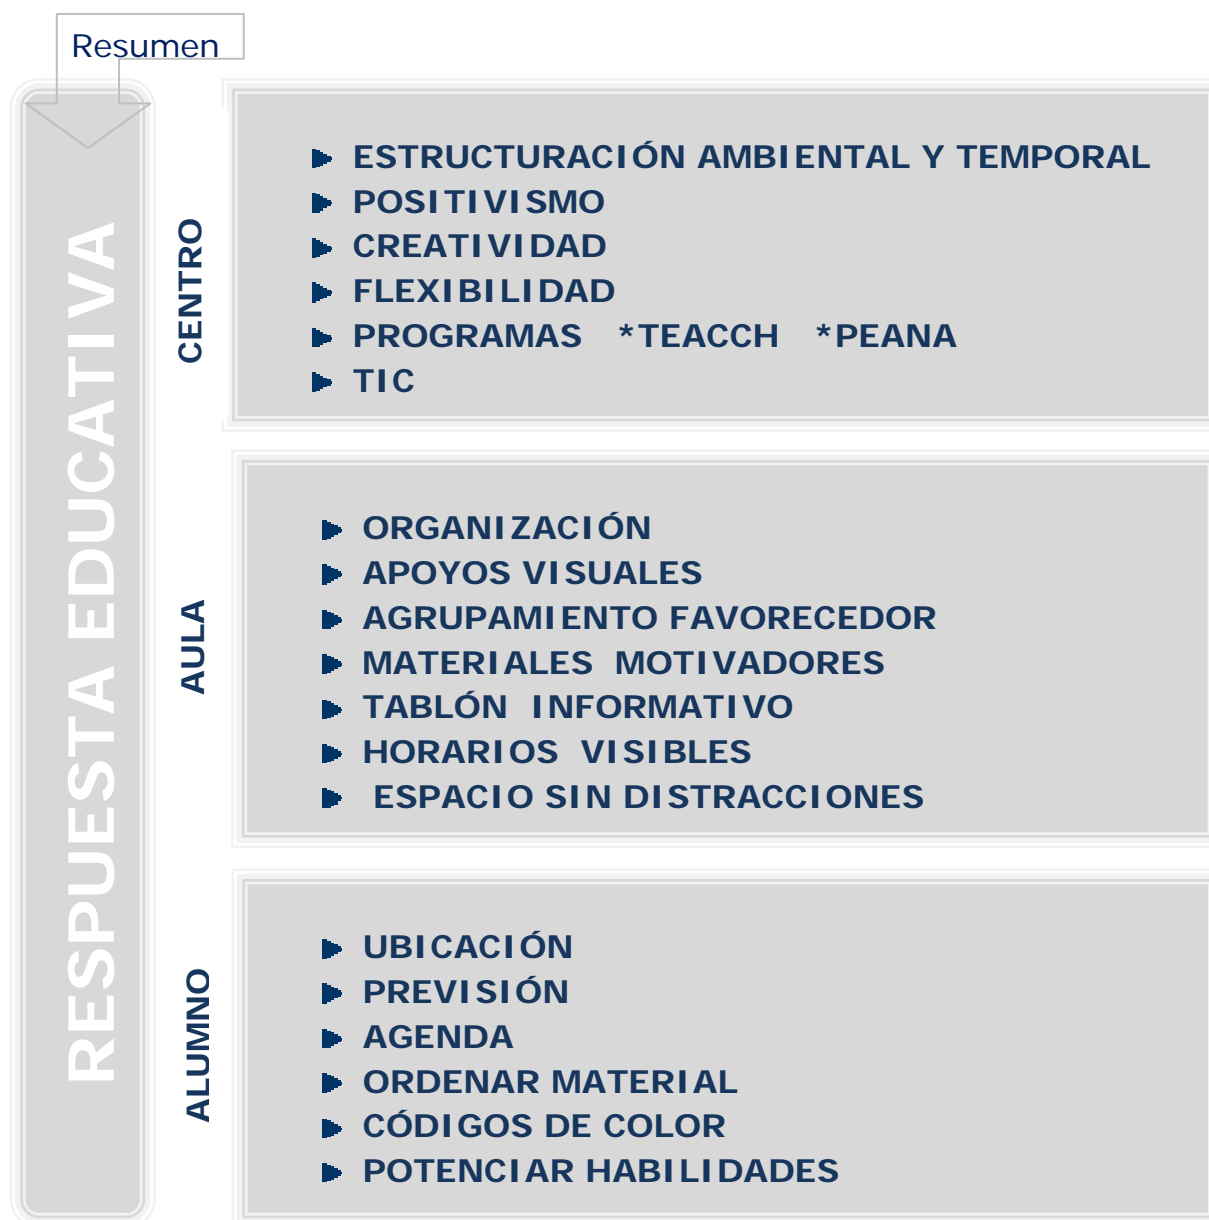 Resumen
RESPUESTA EDUCATIVA
CENTRO
ESTRUCTURACIÓN AMBIENTAL Y TEMPORAL
POSITIVISMO
CREATIVIDAD
FLEXIBILIDAD
PROGRAMAS *TEACCH *PEANA
TIC
AULA
ORGANIZACIÓN
APOYOS VISUALES
AGRUPAMIENTO FAVORECEDOR
MATERIALES MOTIVADORES
TABLÓN INFORMATIVO
HORARIOS VISIBLES
ESPACIO SIN DISTRACCIONES
ALUMNO
UBICACIÓN
PREVISIÓN
AGENDA
ORDENAR MATERIAL
CÓDIGOS DE COLOR
POTENCIAR HABILIDADES